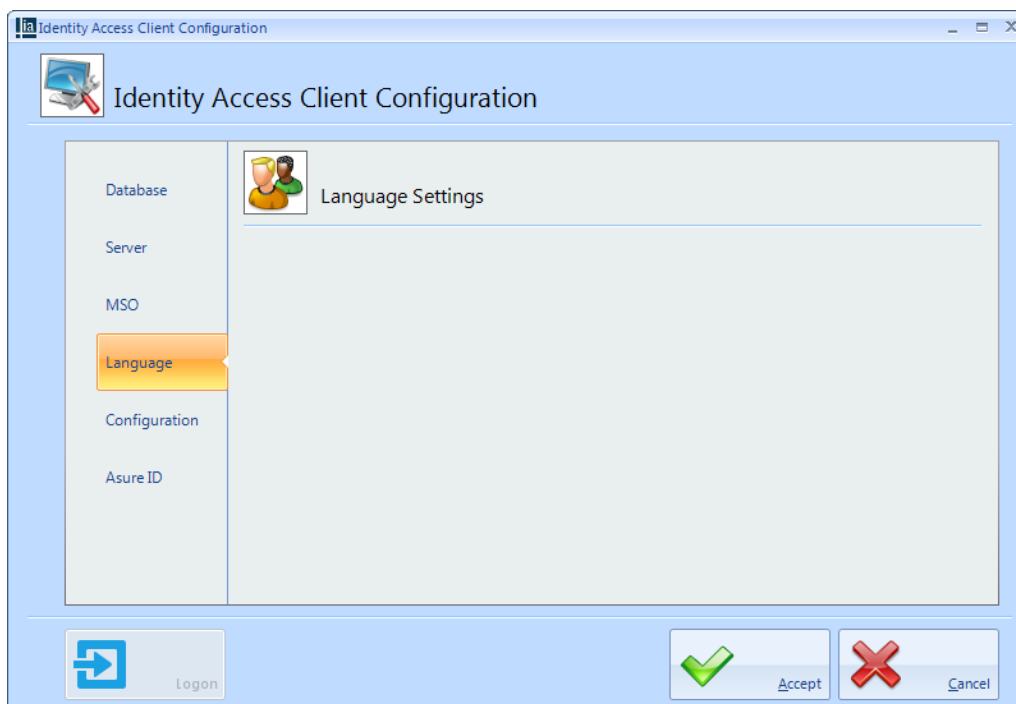 ia Identity Access Client Configuration
Identity Access Client Configuration
Database
Language Settings
Server
MSO
Language
Configuration
Asure ID
Logon
Accept
Cancel